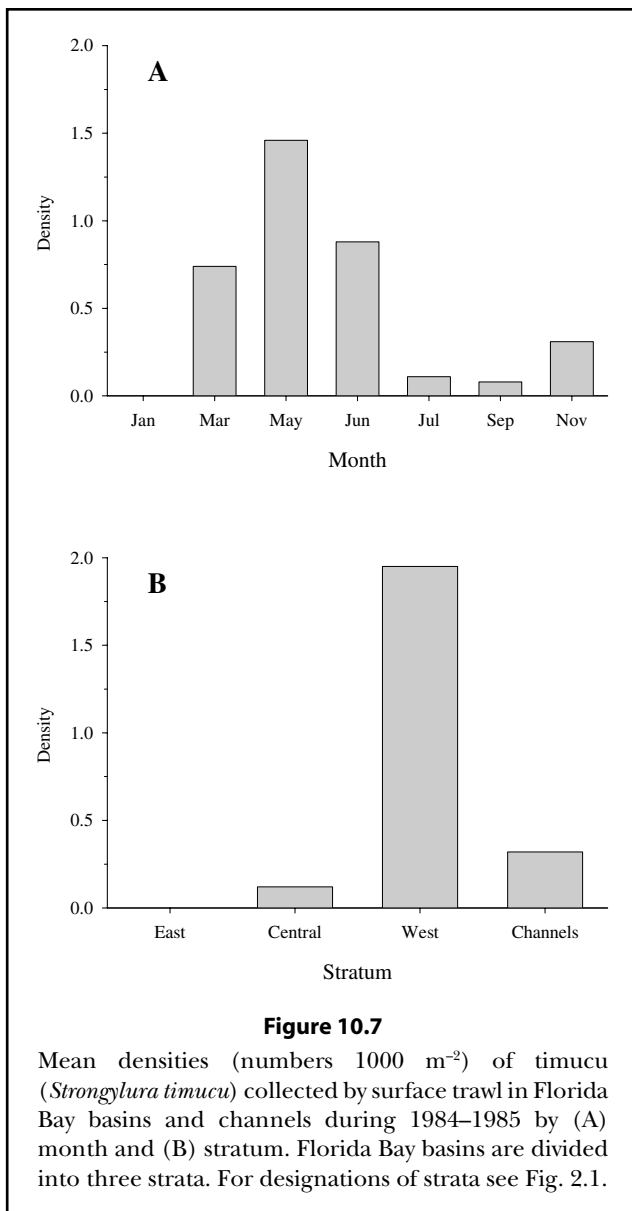 A
2.0
1.5
1.0
0.5
0.0
Density
Jan Mar May Jun Jul Sep Nov
Month
B
2.0
1.5
1.0
0.5
0.0
Density
East Central West Channels
Stratum
Figure 10.7
Mean densities (numbers 1000 m⁻²) of timucu
(Strongylura timucu) collected by surface trawl in Florida
Bay basins and channels during 1984–1985 by (A)
month and (B) stratum. Florida Bay basins are divided
into three strata. For designations of strata see Fig. 2.1.